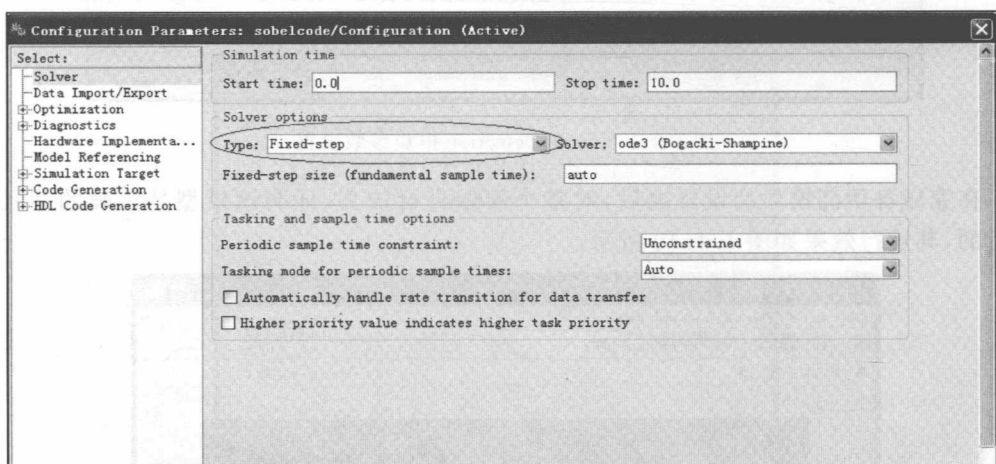 Configuration Parameters: sobelcode/Configuration (Active)
Select:
Solver
Data Import/Export
Optimization
Diagnostics
Hardware Implementa...
Model Referencing
Simulation Target
Code Generation
HDL Code Generation
Simulation time
Start time: 0.0 Stop time: 10.0
Solver options
Type: Fixed-step Solver: ode3 (Bogacki-Shampine)
Fixed-step size (fundamental sample time): auto
Tasking and sample time options
Periodic sample time constraint: Unconstrained
Tasking mode for periodic sample times: Auto
Automatically handle rate transition for data transfer
Higher priority value indicates higher task priority